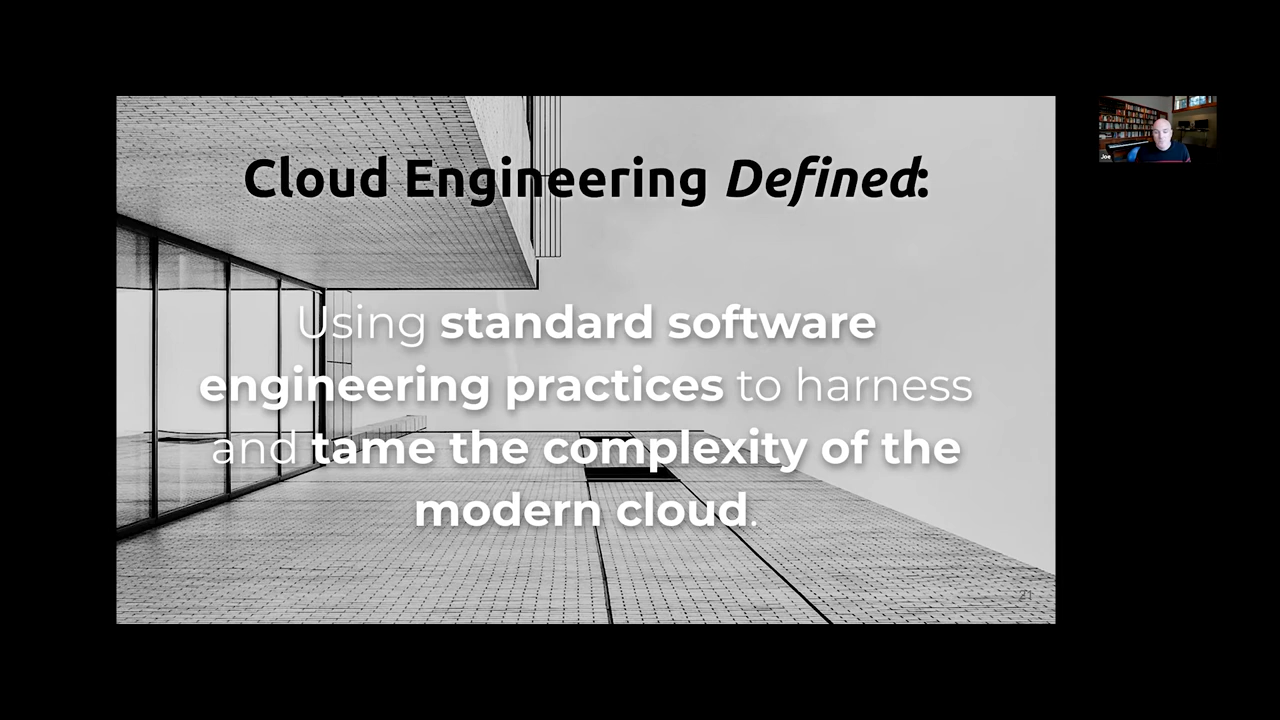 Cloud Engineering Defined:
Using standard software
engineering practices to harness
and tame the complexity of the
modern cloud.
21
Joe